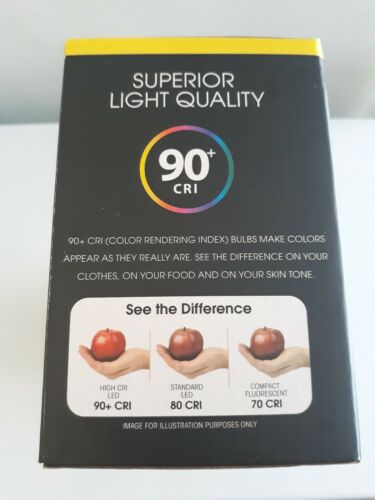 SUPERIOR
LIGHT QUALITY
90+
CRI
90+ CRI (COLOR RENDERING INDEX) BULBS MAKE COLORS
APPEAR AS THEY REALLY ARE. SEE THE DIFFERENCE ON YOUR
CLOTHES, ON YOUR FOOD AND ON YOUR SKIN TONE.
See the Difference
HIGH CRI
LED
90+ CRI
STANDARD
LED
80 CRI
COMPACT
FLUORESCENT
70 CRI
IMAGE FOR ILLUSTRATION PURPOSES ONLY